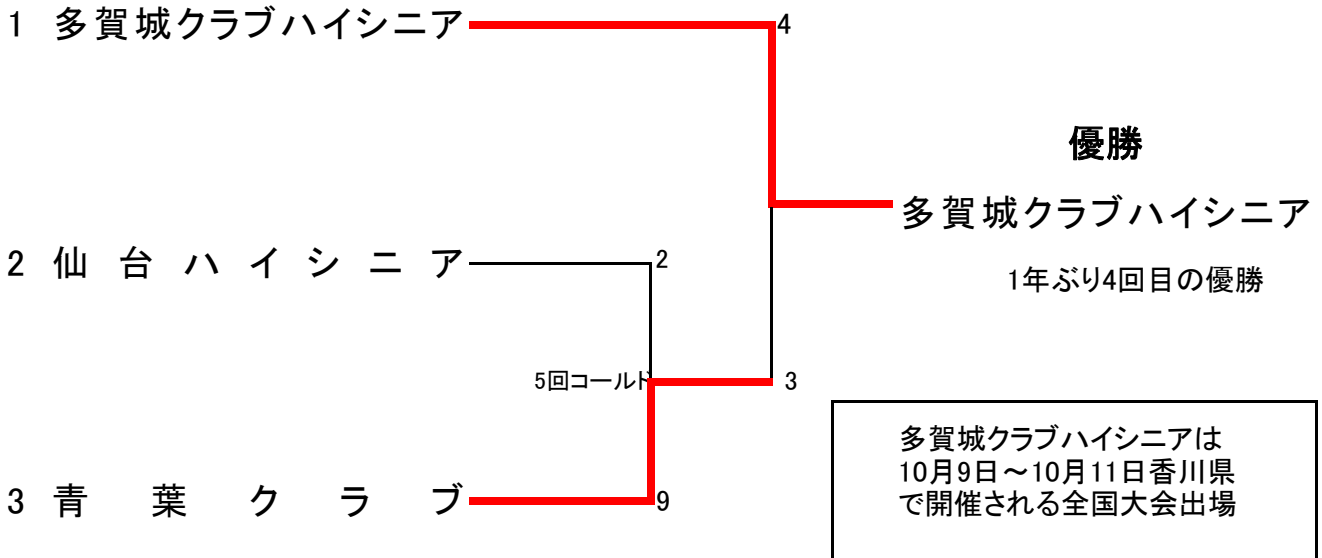 1 多賀城クラブハイシニア
4
優勝
多賀城クラブハイシニア
2 仙台ハイシニア
2
1年ぶり4回目の優勝
5回コールド
3
3 青葉クラブ
9
多賀城クラブハイシニアは
10月9日～10月11日香川県
で開催される全国大会出場